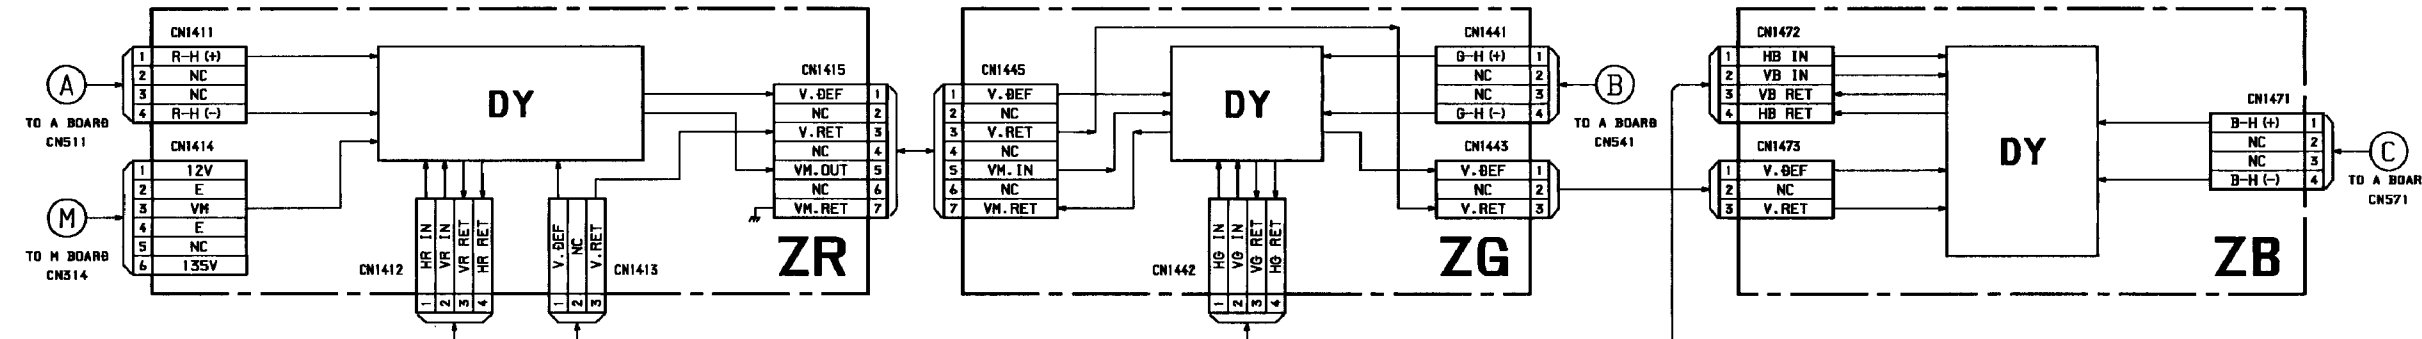 CN1411
1 R-H (+)
2 NC
3 NC
4 R-H (-)
A
TO A BOARD
CN511
CN1414
1 12V
2 E
3 VM
4 E
5 NC
6 135V
M
TO M BOARD
CN314
DY
CN1412
HR IN
VR IN
VR RET
HR RET
1 2 3 4
V.DEF
NC
V.RET
1 2 3
CN1413
CN1415
V.DEF 1
NC 2
V.RET 3
NC 4
VM.OUT 5
NC 6
VM.RET 7
ZR
CN1445
1 V.DEF
2 NC
3 V.RET
4 NC
5 VM.IN
6 NC
7 VM.RET
DY
CN1442
HG IN
VG IN
VG RET
HG RET
1 2 3 4
CN1441
G-H (+) 1
NC 2
NC 3
G-H (-) 4
B
TO A BOARD
CN541
CN1443
V.DEF 1
NC 2
V.RET 3
ZG
CN1472
1 HB IN
2 VB IN
3 VB RET
4 HB RET
CN1473
1 V.DEF
2 NC
3 V.RET
DY
CN1471
B-H (+) 1
NC 2
NC 3
B-H (-) 4
C
TO A BOAR
CN571
ZB